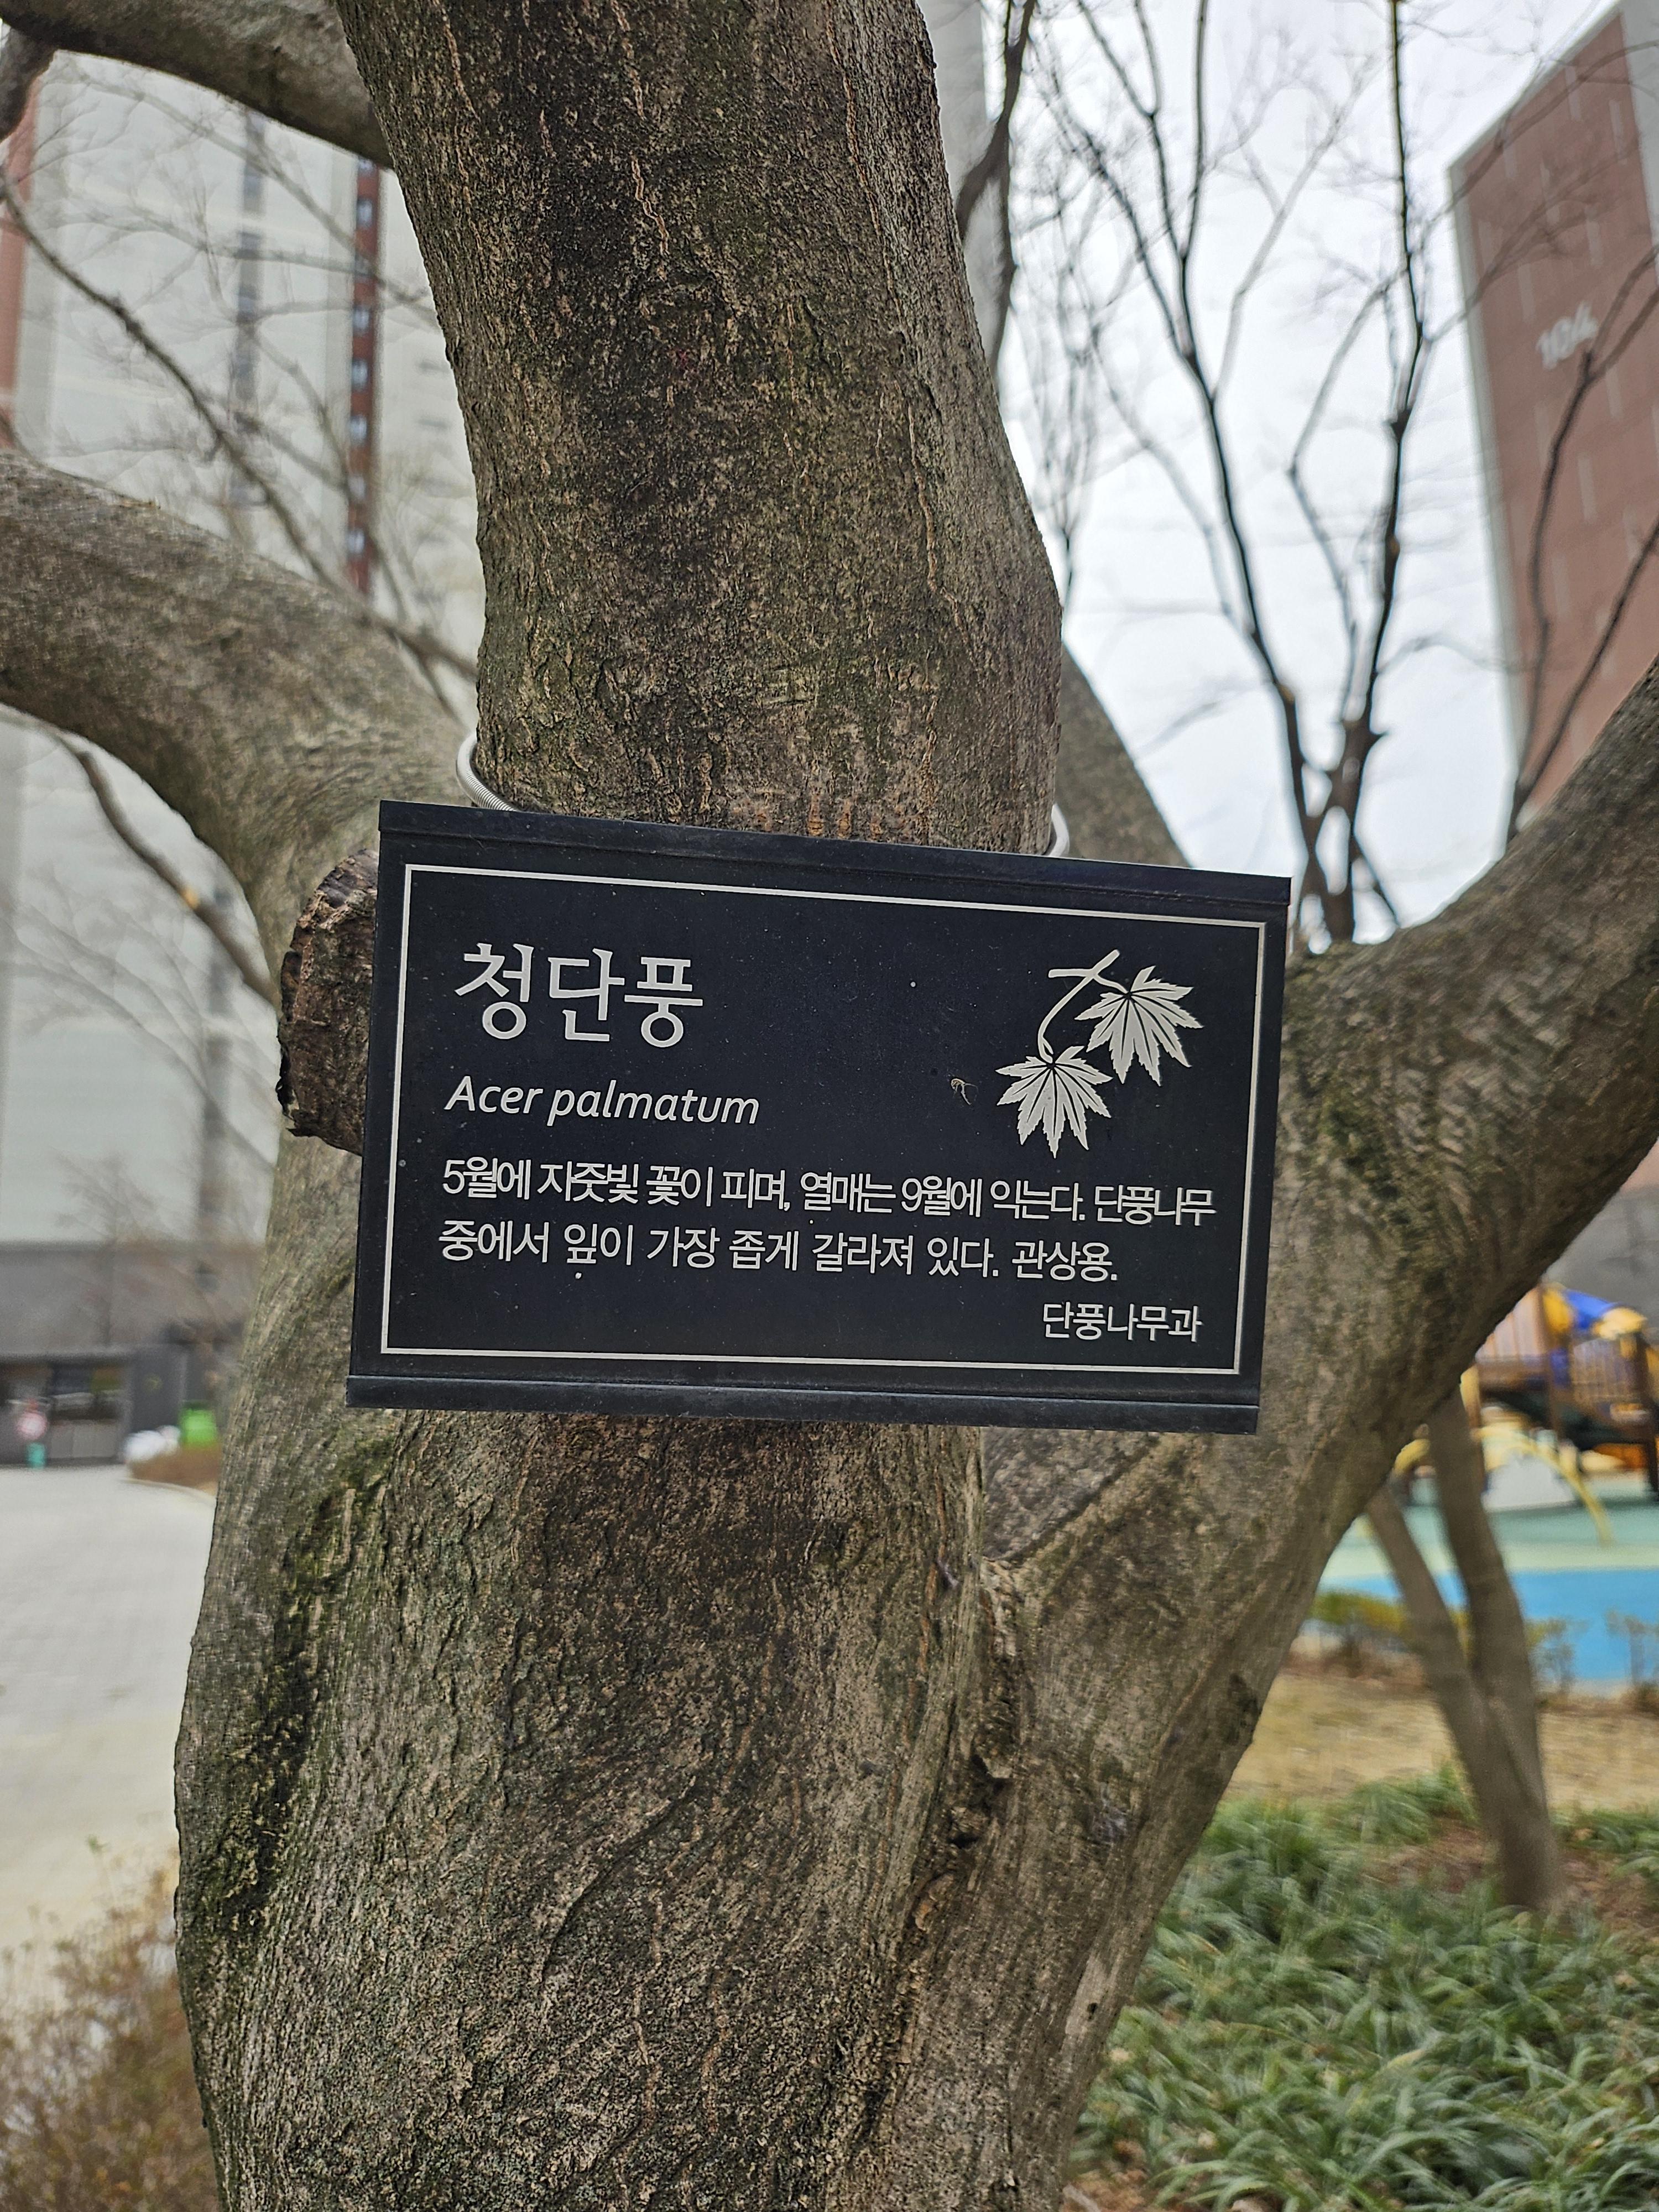 청단풍
Acer palmatum
5월에 자줏빛 꽃이 피며, 열매는 9월에 익는다. 단풍나무
중에서 잎이 가장 좁게 갈라져 있다. 관상용.
단풍나무과
104